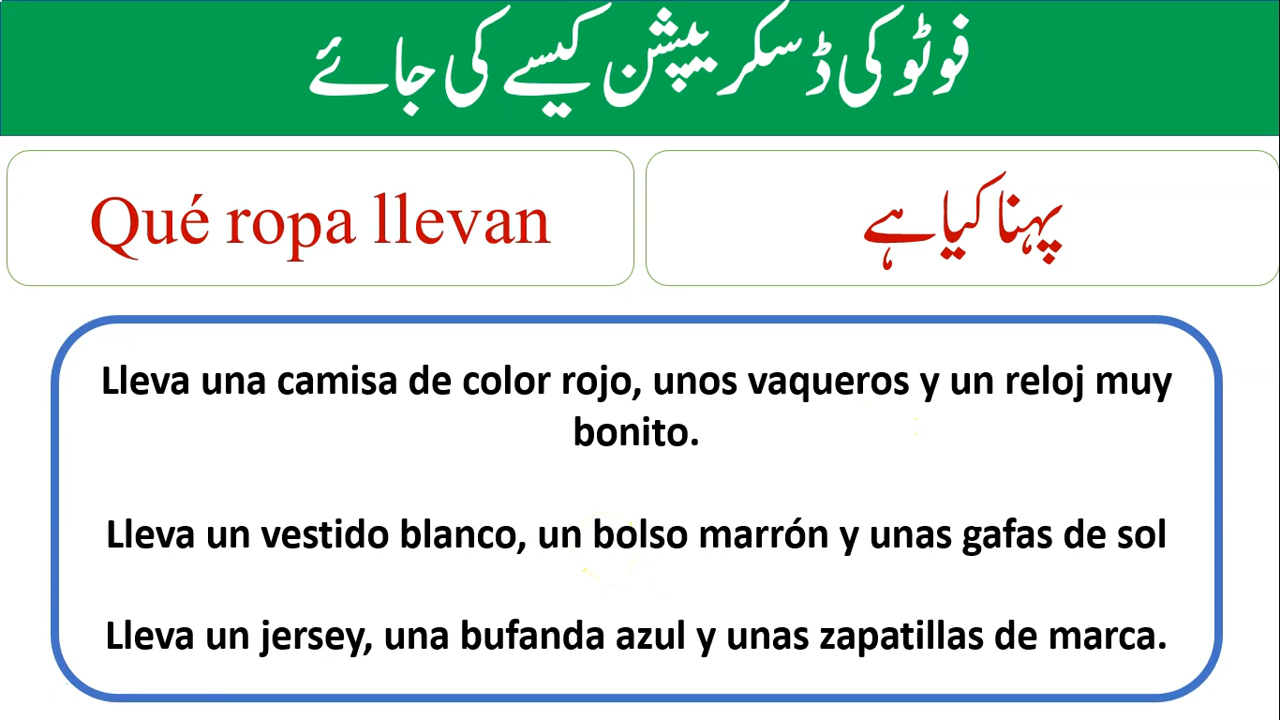 فوٹو کی ڈسکریپشن کیسے کی جائے
Qué ropa llevan
پہنا کیا ہے
Lleva una camisa de color rojo, unos vaqueros y un reloj muy
bonito.
Lleva un vestido blanco, un bolso marrón y unas gafas de sol
Lleva un jersey, una bufanda azul y unas zapatillas de marca.